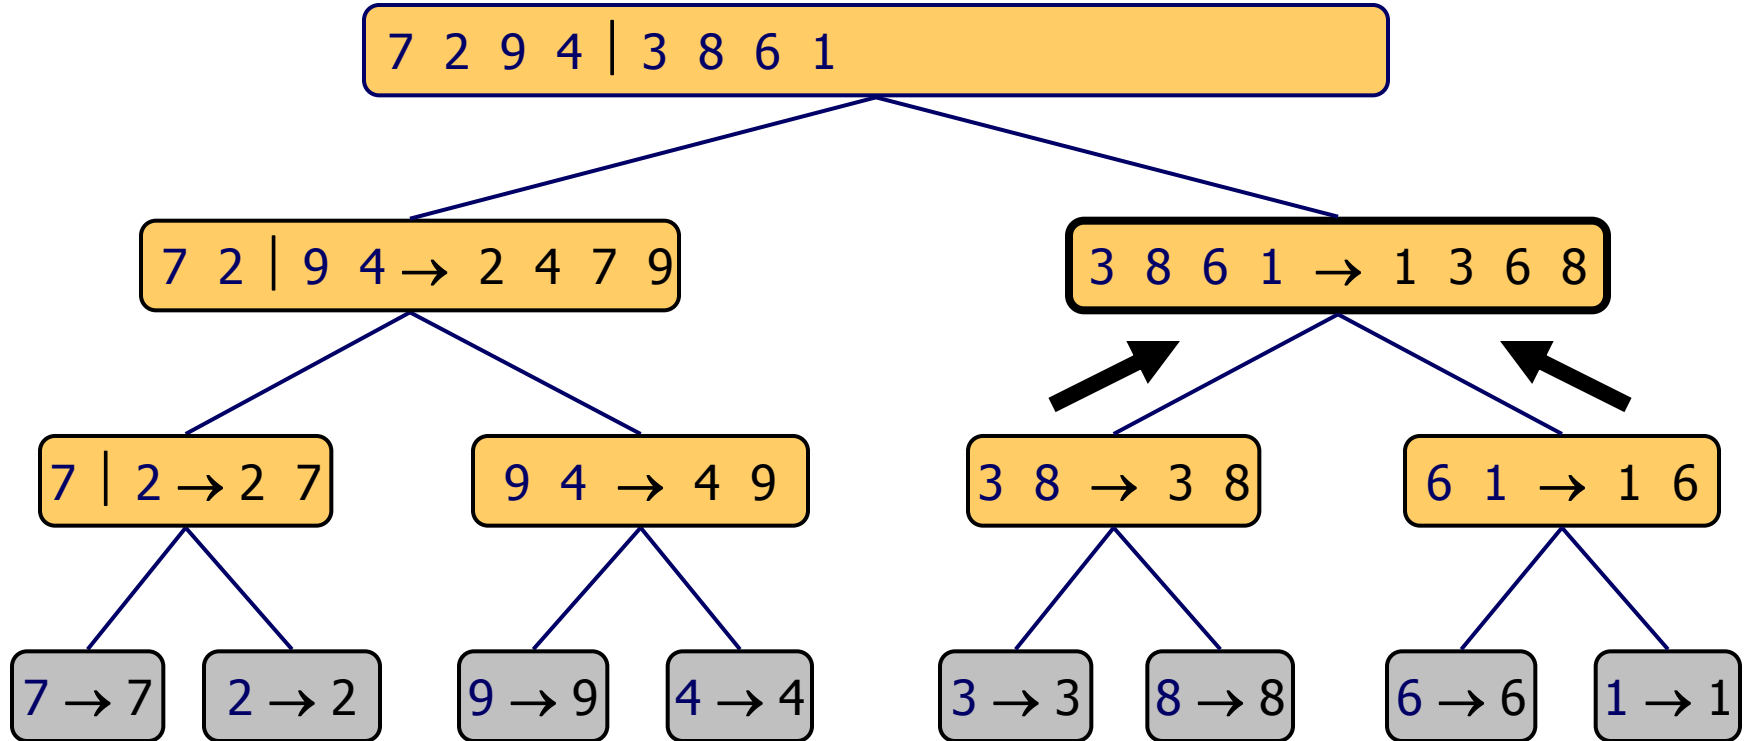 7 2 9 4 | 3 8 6 1
7 2 | 9 4 → 2 4 7 9
3 8 6 1 → 1 3 6 8
7 | 2 → 2 7
9 4 → 4 9
3 8 → 3 8
6 1 → 1 6
7 → 7
2 → 2
9 → 9
4 → 4
3 → 3
8 → 8
6 → 6
1 → 1